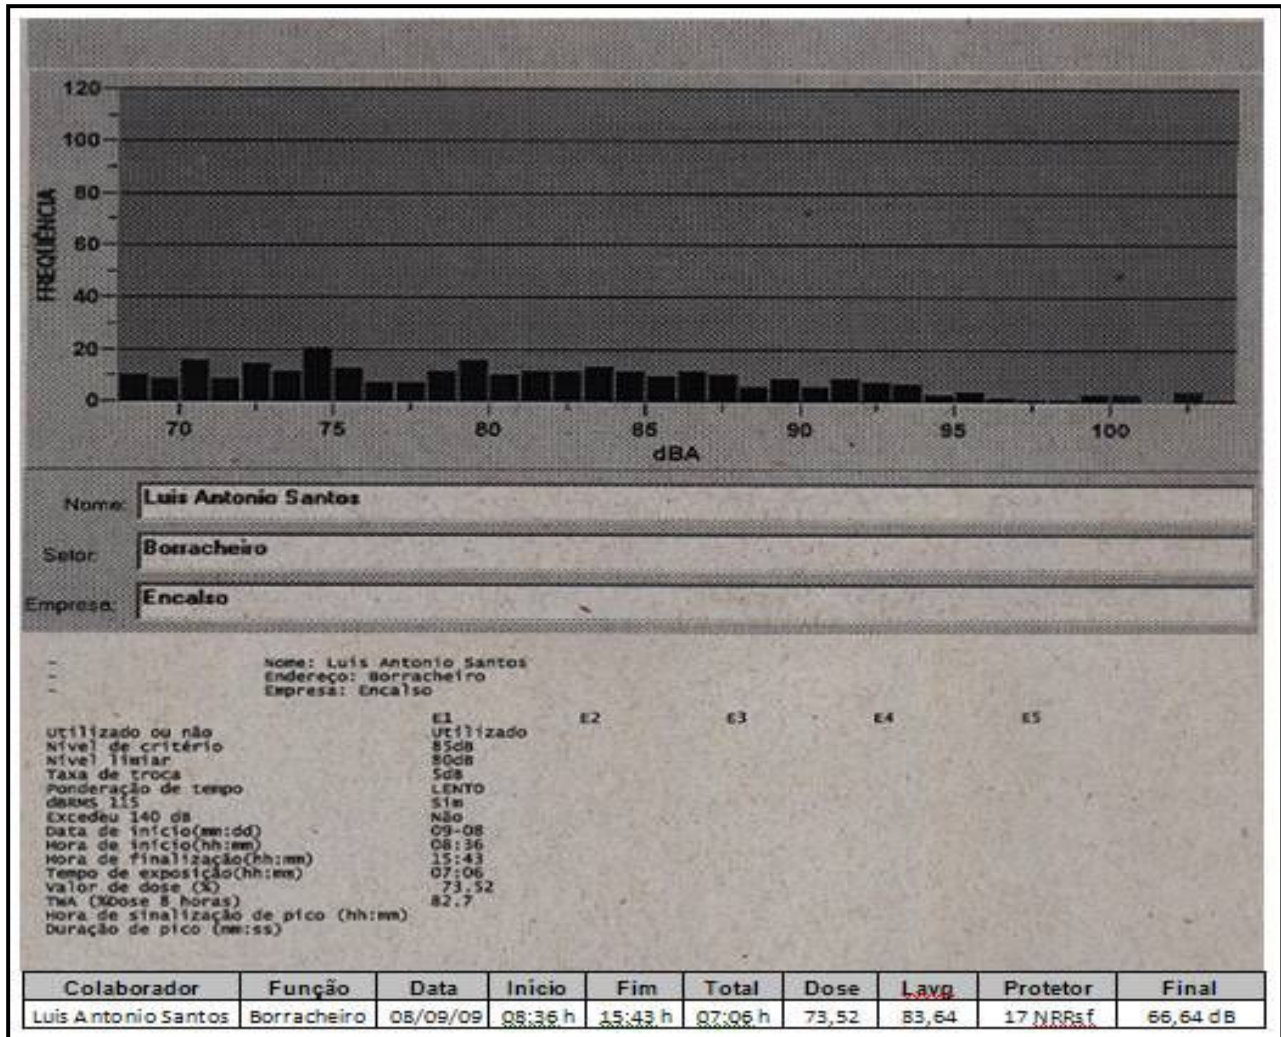 120
100
80
60
40
20
0
FREQUÊNCIA
70 75 80 85 90 95 100
dBA
Nome: Luis Antonio Santos
Setor: Borracheiro
Empresa: Encalso
- Nome: Luis Antonio Santos
- Endereço: Borracheiro
- Empresa: Encalso
E1 E2 E3 E4 E5
Utilizado ou não Utilizado
Nível de critério 85dB
Nível limiar 80dB
Taxa de troca 5dB
Ponderação de tempo LENTO
dBRMS 115 Sim
Excedeu 140 dB Não
Data de início(mm:dd) 09-08
Hora de início(hh:mm) 08:36
Hora de finalização(hh:mm) 15:43
Tempo de exposição(hh:mm) 07:06
Valor de dose (%) 73.52
TWA (%Dose 8 horas) 82.7
Hora de sinalização de pico (hh:mm)
Duração de pico (mm:ss)
Colaborador Função Data Início Fim Total Dose Lavg Protetor Final
Luis Antonio Santos Borracheiro 08/09/09 08:36 h 15:43 h 07:06 h 73,52 83,64 17 NRRsf 66,64 dB